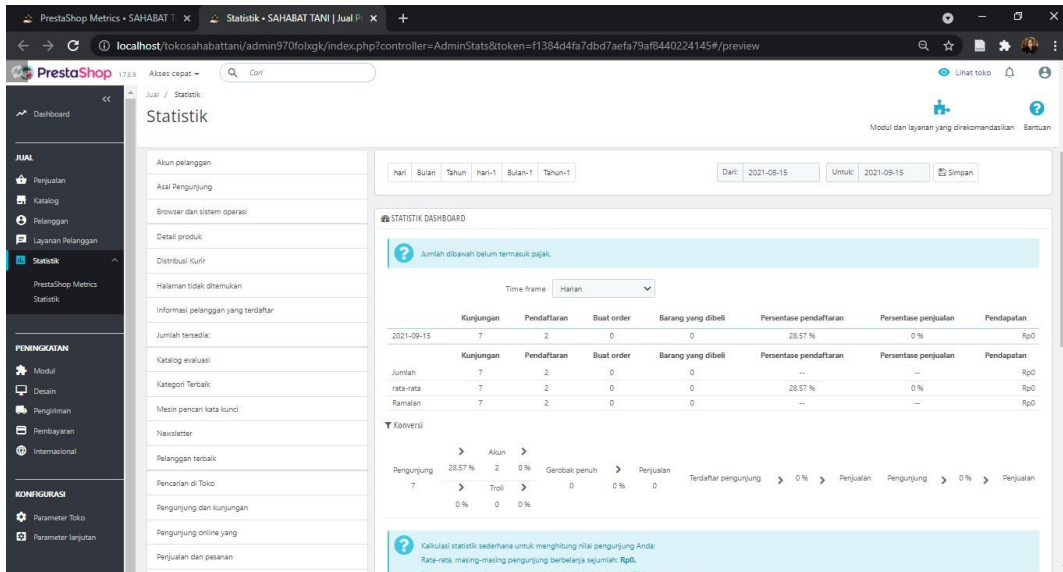 PrestaShop Metrics • SAHABAT T
Statistik • SAHABAT TANI | Jual P
localhost/tokosahabattani/admin970folxgk/index.php?controller=AdminStats&token=f1384d4fa7dbd7aefa79af8440224145#/preview
PrestaShop 1.7.6.9 Akses cepat Cari Lihat toko
Jual / Statistik
Statistik
Modul dan layanan yang direkomendasikan Bantuan
Dashboard
JUAL
Penjualan
Katalog
Pelanggan
Layanan Pelanggan
Statistik
PrestaShop Metrics
Statistik
PENINGKATAN
Modul
Desain
Pengiriman
Pembayaran
Internasional
KONFIGURASI
Parameter Toko
Parameter lanjutan
Akun pelanggan
Asal Pengunjung
Browser dan sistem operasi
Detail produk
Distribusi Kurir
Halaman tidak ditemukan
Informasi pelanggan yang terdaftar
Jumlah tersedia:
Katalog evaluasi
Kategori Terbaik
Mesin pencari kata kunci
Newsletter
Pelanggan terbaik
Pencarian di Toko
Pengunjung dan kunjungan
Pengunjung online yang
Penjualan dan pesanan
hari Bulan Tahun hari-1 Bulan-1 Tahun-1 Dari: 2021-08-15 Untuk: 2021-09-15 Simpan
STATISTIK DASHBOARD
Jumlah dibawah belum termasuk pajak.
Time frame Harian
Kunjungan Pendaftaran Buat order Barang yang dibeli Persentase pendaftaran Persentase penjualan Pendapatan
2021-09-15 7 2 0 0 28.57 % 0 % Rp0
Kunjungan Pendaftaran Buat order Barang yang dibeli Persentase pendaftaran Persentase penjualan Pendapatan
Jumlah 7 2 0 0 -- -- Rp0
rata-rata 7 2 0 0 28.57 % 0 % Rp0
Ramalan 7 2 0 0 -- -- Rp0
Konversi
Akun
Pengunjung 28.57 % 2 0 % Gerobak penuh Penjualan Terdaftar pengunjung 0 % Penjualan Pengunjung 0 % Penjualan
7 Troli 0 0 % 0
0 % 0 0 %
Kalkulasi statistik sederhana untuk menghitung nilai pengunjung Anda:
Rata-rata, masing-masing pengunjung berbelanja sejumlah: Rp0.